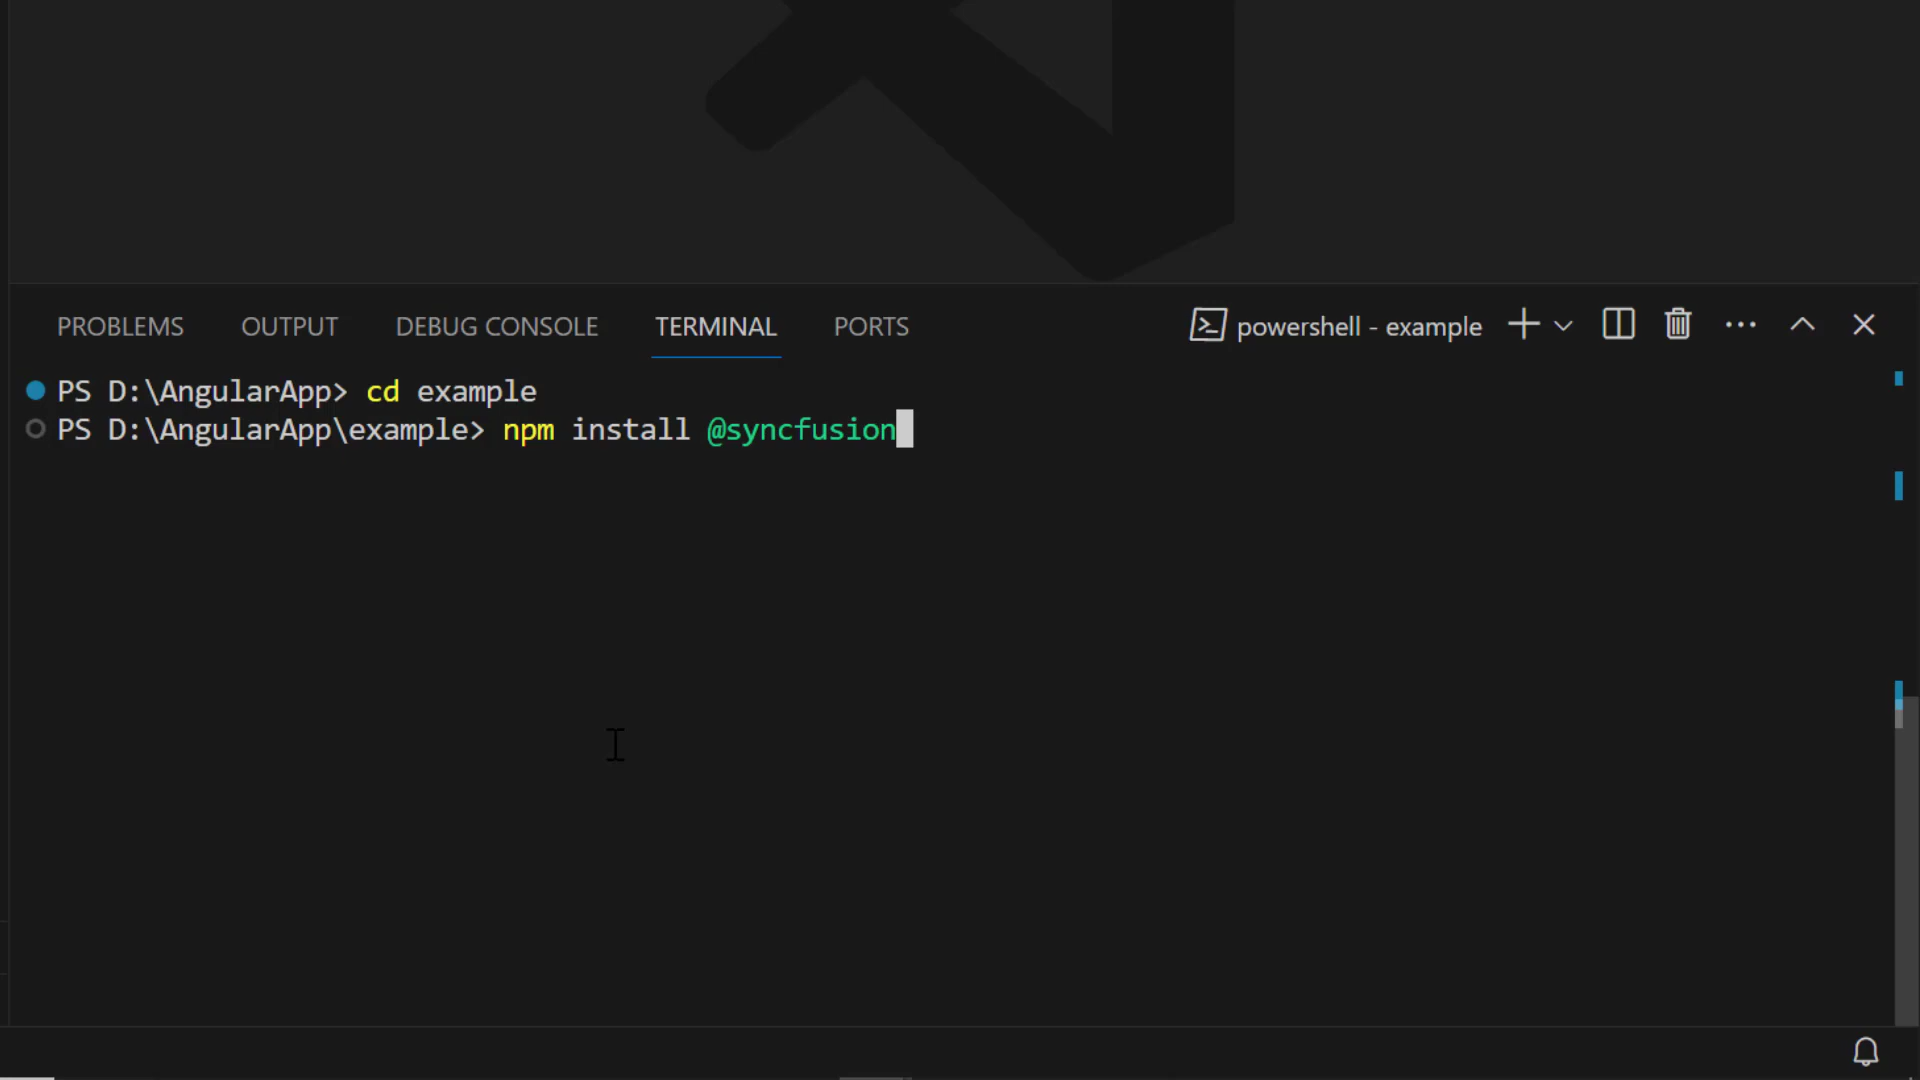 PROBLEMS OUTPUT DEBUG CONSOLE TERMINAL PORTS powershell - example
PS D:\AngularApp> cd example
PS D:\AngularApp\example> npm install @syncfusion